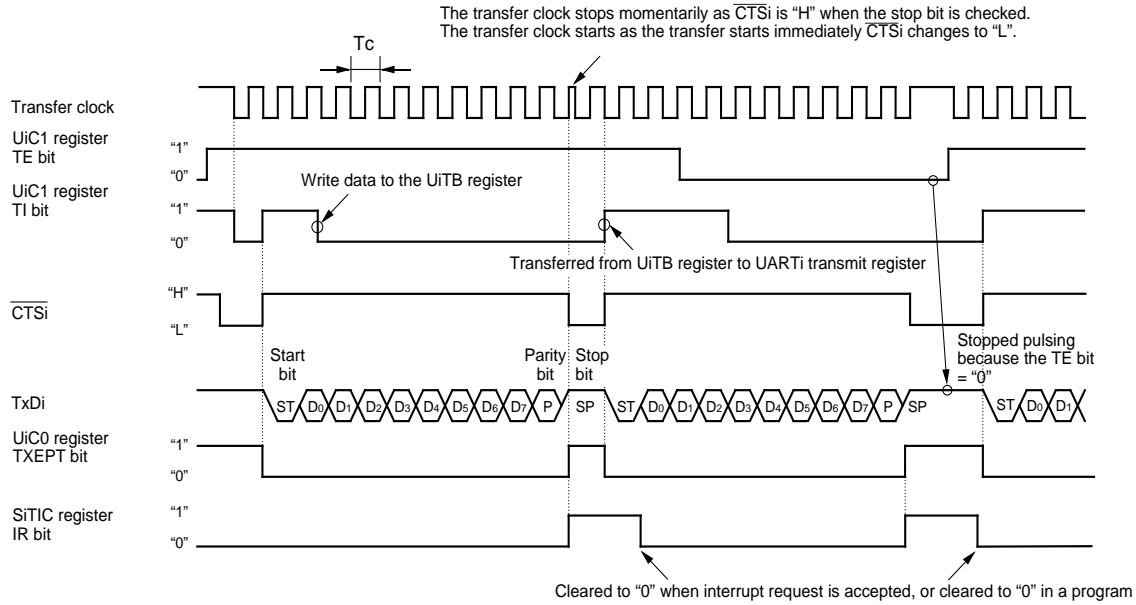 The transfer clock stops momentarily as CTSi is “H” when the stop bit is checked.
The transfer clock starts as the transfer starts immediately CTSi changes to “L”.
Tc
Transfer clock
UiC1 register
TE bit
“1”
“0”
Write data to the UiTB register
UiC1 register
TI bit
“1”
“0”
Transferred from UiTB register to UARTi transmit register
CTSi
“H”
“L”
Stopped pulsing
because the TE bit
= “0”
Start
bit
Parity
bit
Stop
bit
TxDi
ST D0 D1 D2 D3 D4 D5 D6 D7 P SP ST D0 D1 D2 D3 D4 D5 D6 D7 P SP ST D0 D1
UiC0 register
TXEPT bit
“1”
“0”
SiTIC register
IR bit
“1”
“0”
Cleared to “0” when interrupt request is accepted, or cleared to “0” in a program